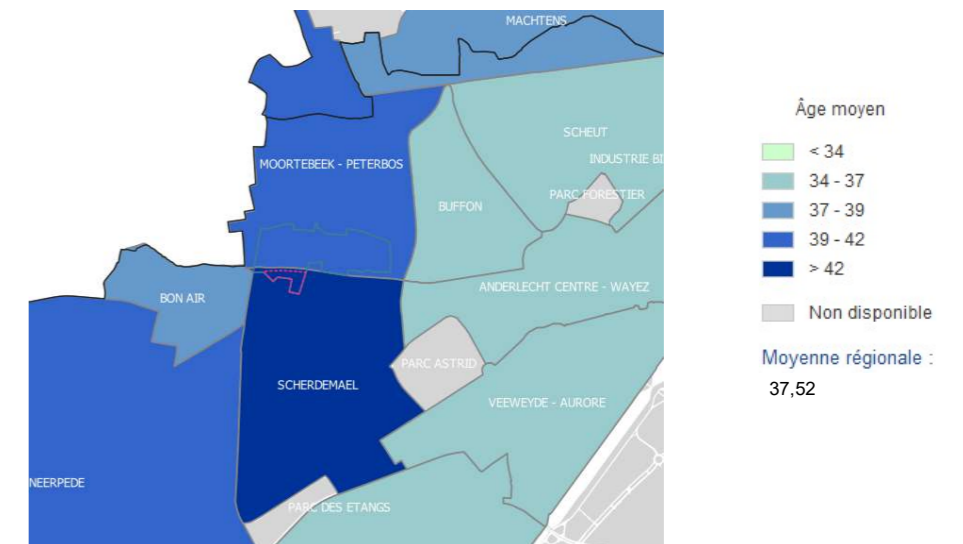 MACHTENS
SCHEUT
INDUSTRIE BI
MOORTEBEEK - PETERBOS
PARC FORESTIER
BUFFON
ANDERLECHT CENTRE - WAYEZ
BON AIR
PARC ASTRID
SCHERDEMAEL
VEEWEYDE - AURORE
NEERPEDE
PARC DES ETANGS
Âge moyen
< 34
34 - 37
37 - 39
39 - 42
> 42
Non disponible
Moyenne régionale :
37,52